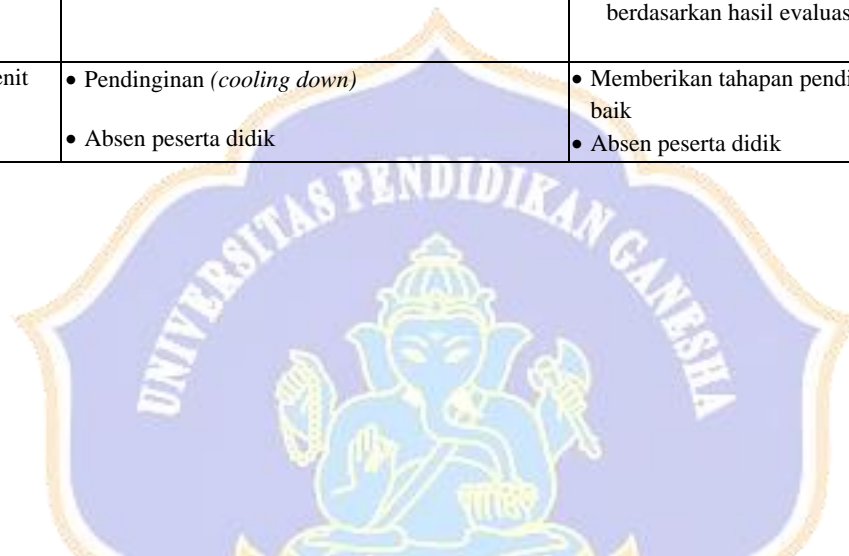 berdasarkan hasil evaluas
enit
• Pendinginan (cooling down)
• Absen peserta didik
• Memberikan tahapan pendi
baik
• Absen peserta didik
UNIVERSITAS PENDIDIKAN GANESHA